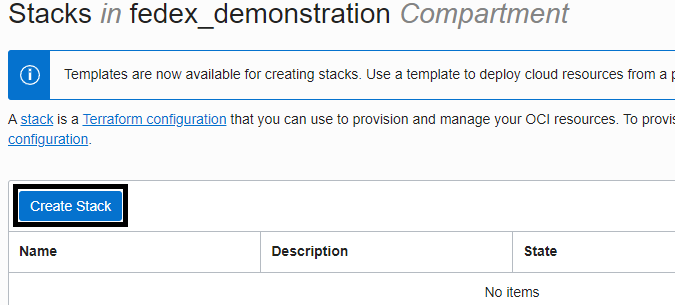 Stacks in fedex_demonstration Compartment
Templates are now available for creating stacks. Use a template to deploy cloud resources from a
A stack is a Terraform configuration that you can use to provision and manage your OCI resources. To
configuration.
Create Stack
Name Description State
No items